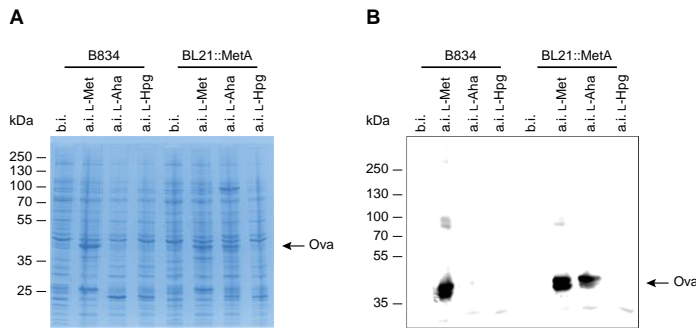 A
B834
BL21::MetA
kDa
b.i.
a.i. L-Met
a.i. L-Aha
a.i. L-Hpg
b.i.
a.i. L-Met
a.i. L-Aha
a.i. L-Hpg
250
130
100
70
55
35
25
Ova
B
B834
BL21::MetA
kDa
b.i.
a.i. L-Met
a.i. L-Aha
a.i. L-Hpg
b.i.
a.i. L-Met
a.i. L-Aha
a.i. L-Hpg
250
130
100
70
55
35
Ova